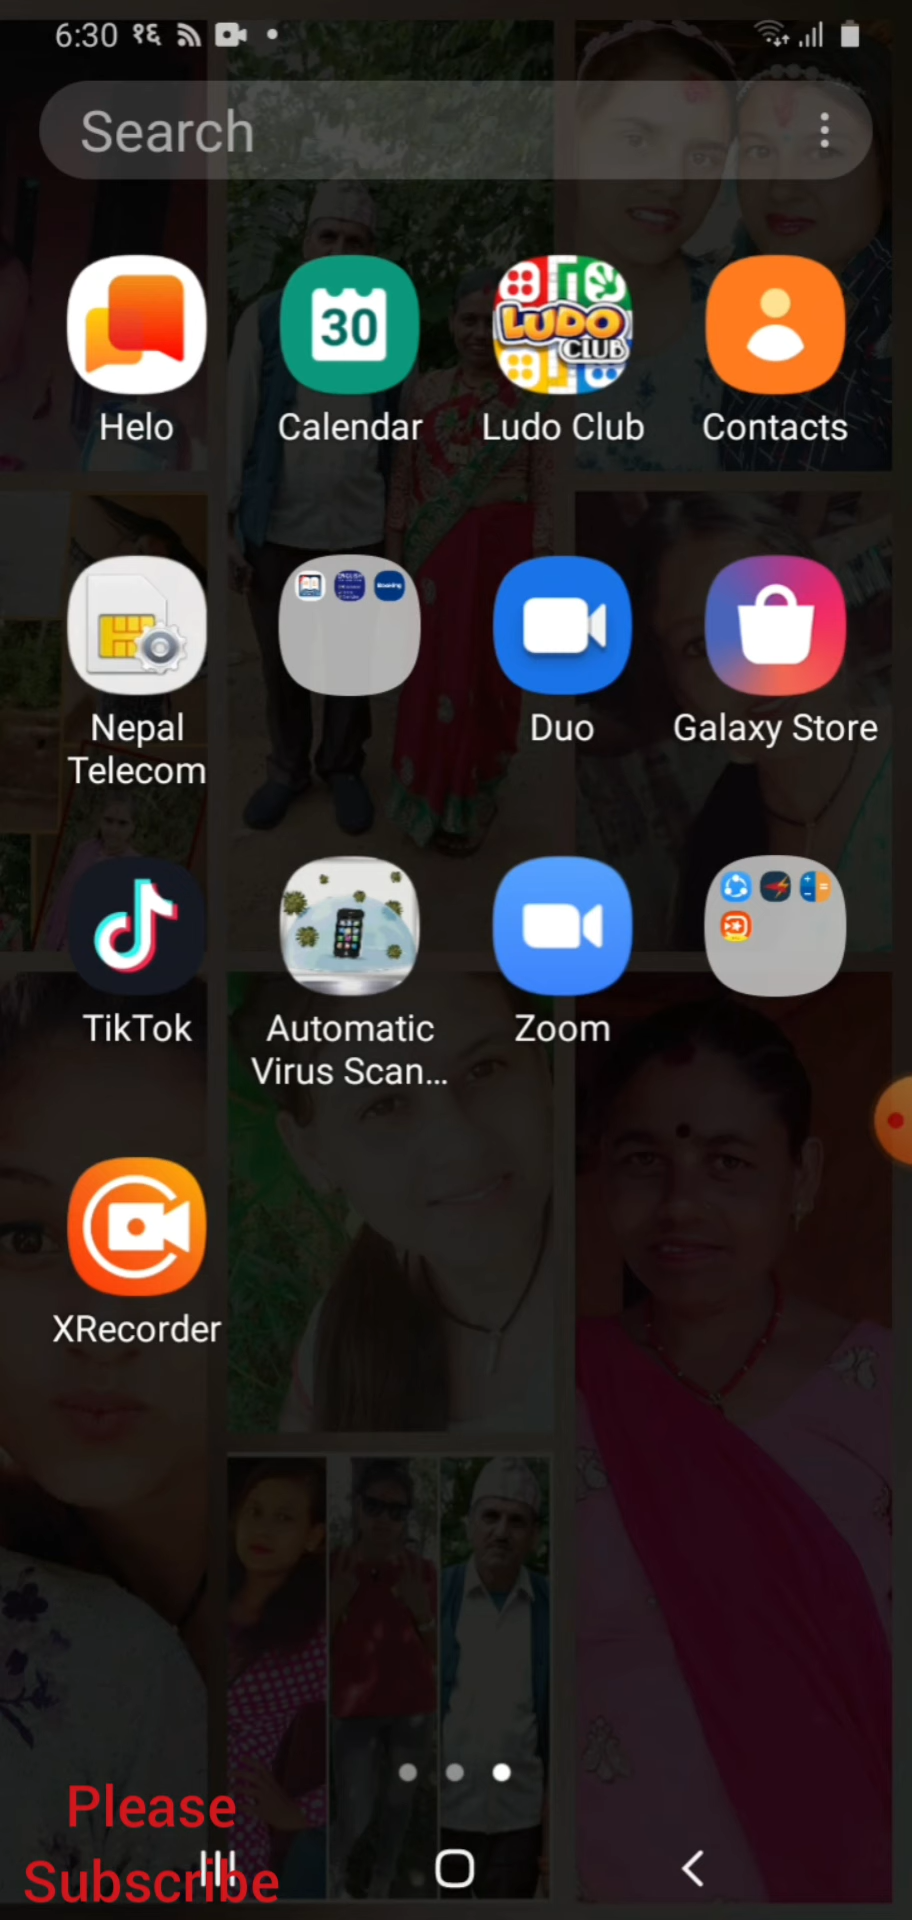 6:30 १६
Search
30
LUDO
CLUB
Helo
Calendar
Ludo Club
Contacts
Nepal
Telecom
Duo
Galaxy Store
TikTok
Automatic
Virus Scan...
Zoom
XRecorder
Please
Subscribe